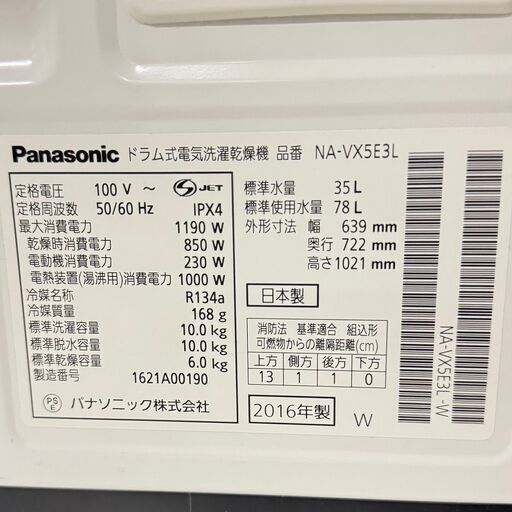 Panasonic ドラム式電気洗濯乾燥機 品番 NA-VX5E3L
定格電圧 100 V ～ S JET
定格周波数 50/60 Hz IPX4
最大消費電力 1190 W
乾燥時消費電力 850 W
電動機消費電力 230 W
電熱装置(湯沸用)消費電力 1000 W
冷媒名称 R134a
冷媒質量 168 g
標準洗濯容量 10.0 kg
標準脱水容量 10.0 kg
標準乾燥容量 6.0 kg
製造番号 1621A00190
PSE パナソニック株式会社
標準水量 35 L
標準使用水量 78 L
外形寸法 幅 639 mm
奥行 722 mm
高さ 1021 mm
日本製
消防法 基準適合 組込形
可燃物からの離隔距離(cm)
上方 側方 後方 下方
13 1 1 0
2016年製 W
NA-VX5E3L-W